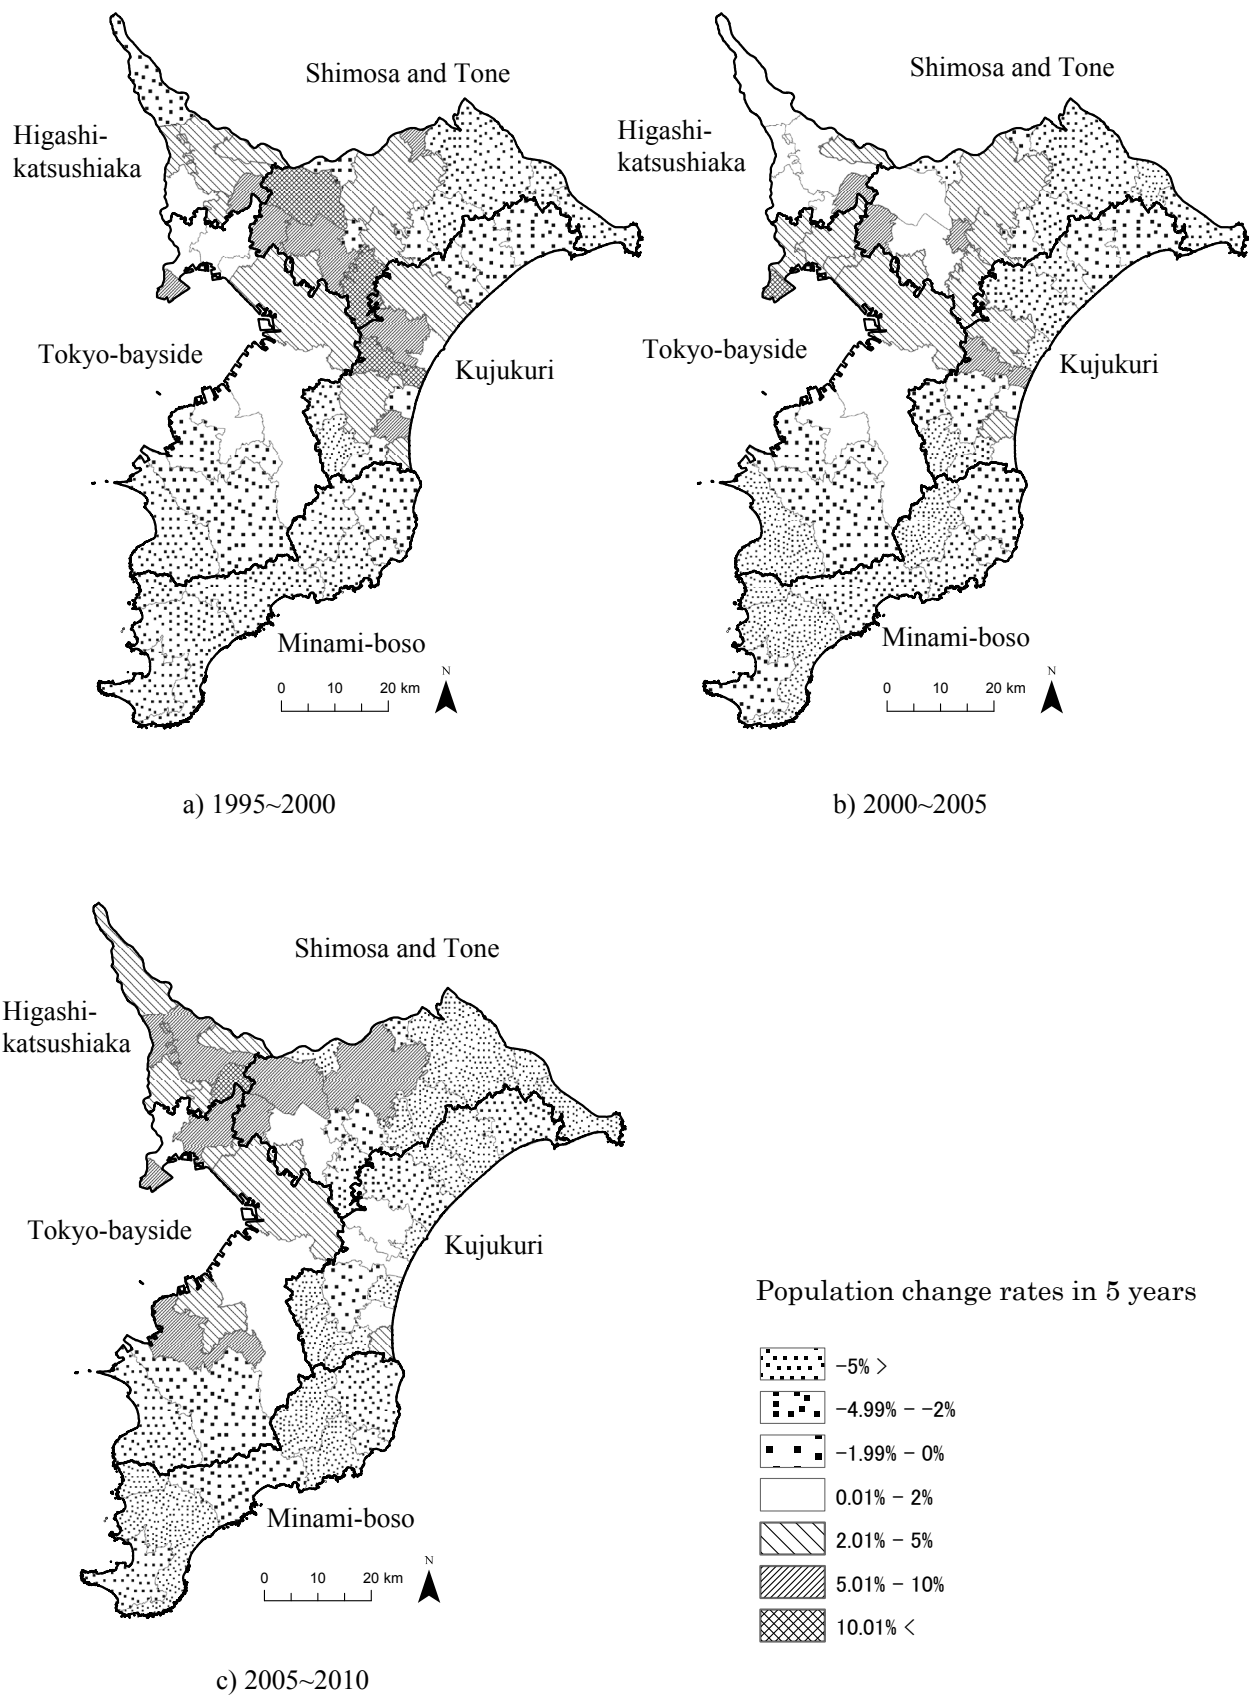 Shimosa and Tone
Higashi-
katsushiaka
Tokyo-bayside
Kujukuri
Minami-boso
N
0 10 20 km
a) 1995~2000
Shimosa and Tone
Higashi-
katsushiaka
Tokyo-bayside
Kujukuri
Minami-boso
N
0 10 20 km
b) 2000~2005
Shimosa and Tone
Higashi-
katsushiaka
Tokyo-bayside
Kujukuri
Minami-boso
N
0 10 20 km
c) 2005~2010
Population change rates in 5 years
-5% >
-4.99% - -2%
-1.99% - 0%
0.01% - 2%
2.01% - 5%
5.01% - 10%
10.01% <